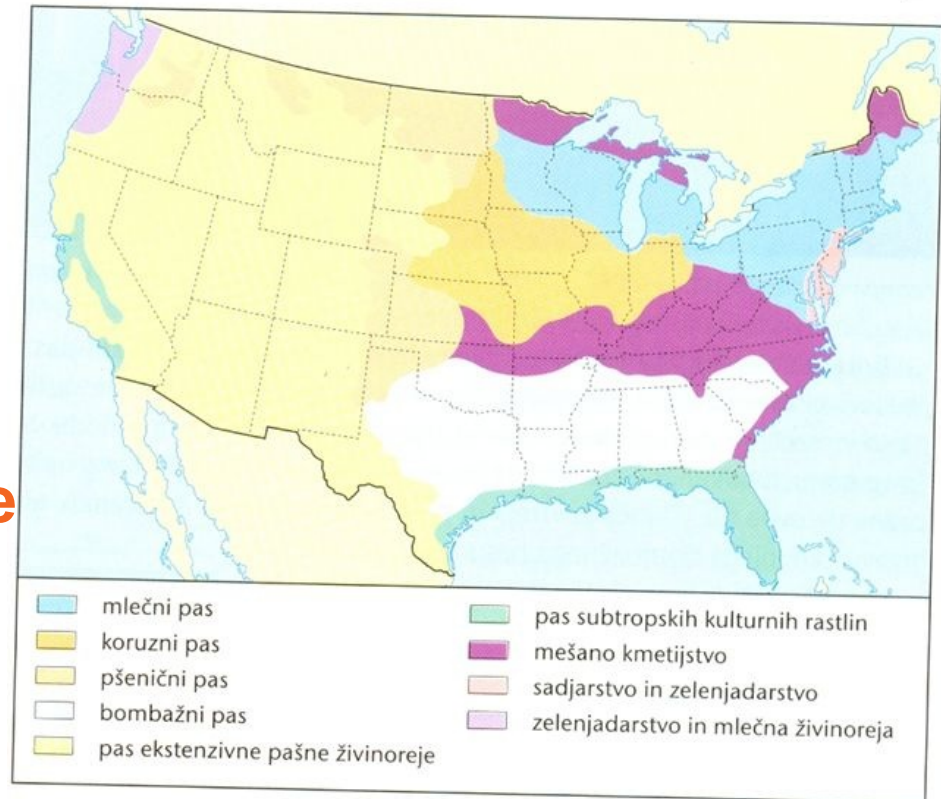 e
mlečni pas
koruzni pas
pšenični pas
bombažni pas
pas ekstenzivne pašne živinoreje
pas subtropskih kulturnih rastlin
mešano kmetijstvo
sadjarstvo in zelenjadarstvo
zelenjadarstvo in mlečna živinoreja